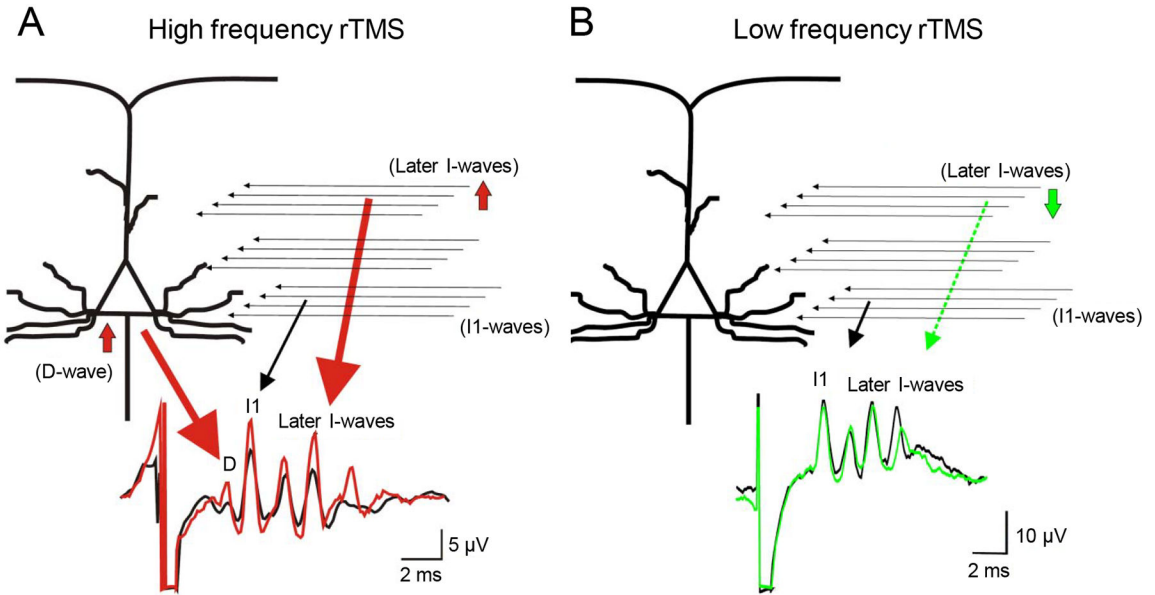 A
High frequency rTMS
(Later I-waves)
(I1-waves)
(D-wave)
I1
Later I-waves
D
5 µV
2 ms
B
Low frequency rTMS
(Later I-waves)
(I1-waves)
I1
Later I-waves
10 µV
2 ms